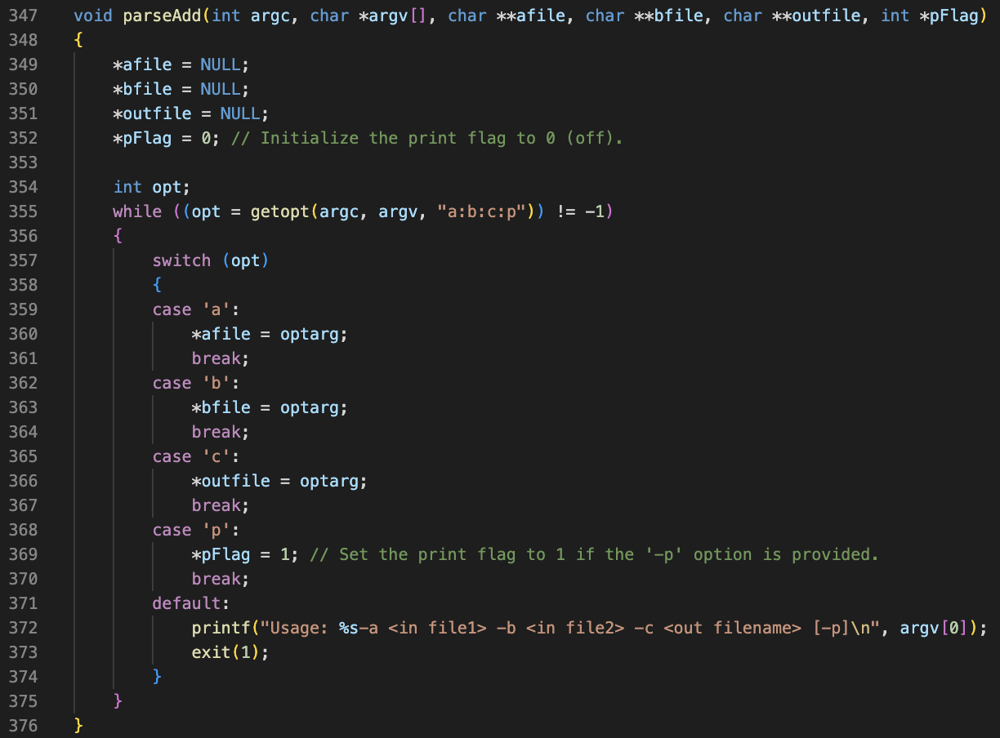 347 void parseAdd(int argc, char *argv[], char **afile, char **bfile, char **outfile, int *pFlag)
348 {
349     *afile = NULL;
350     *bfile = NULL;
351     *outfile = NULL;
352     *pFlag = 0; // Initialize the print flag to 0 (off).
353
354     int opt;
355     while ((opt = getopt(argc, argv, "a:b:c:p")) != -1)
356     {
357         switch (opt)
358         {
359         case 'a':
360             *afile = optarg;
361             break;
362         case 'b':
363             *bfile = optarg;
364             break;
365         case 'c':
366             *outfile = optarg;
367             break;
368         case 'p':
369             *pFlag = 1; // Set the print flag to 1 if the '-p' option is provided.
370             break;
371         default:
372             printf("Usage: %s-a <in file1> -b <in file2> -c <out filename> [-p]\n", argv[0]);
373             exit(1);
374         }
375     }
376 }